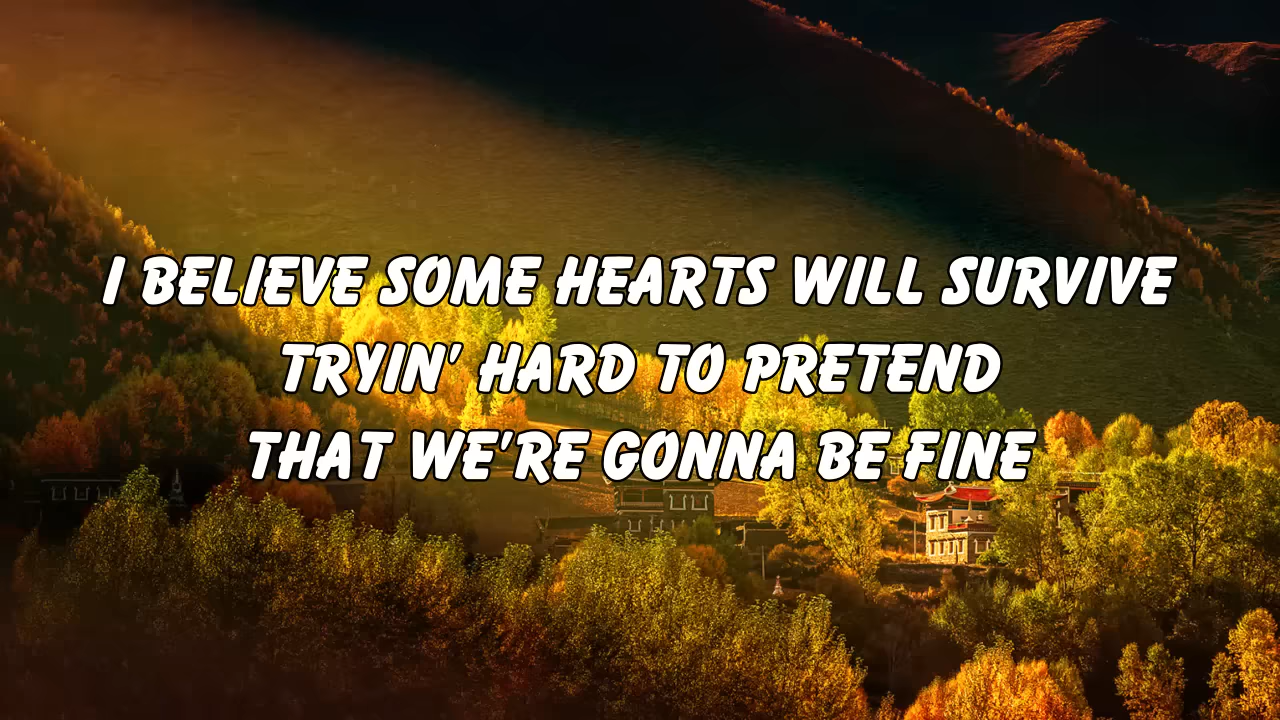 I BELIEVE SOME HEARTS WILL SURVIVE
TRYIN' HARD TO PRETEND
THAT WE'RE GONNA BE FINE